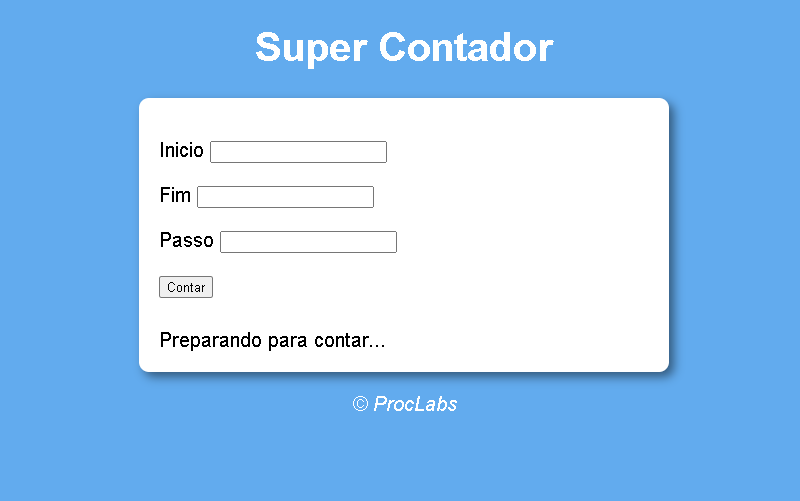 Super Contador
Inicio
Fim
Passo
Contar
Preparando para contar...
© ProcLabs